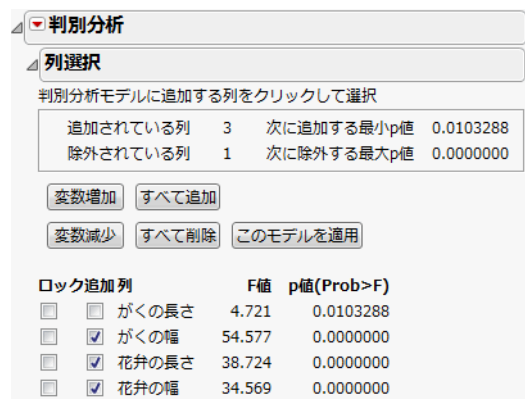 判別分析
列選択
判別分析モデルに追加する列をクリックして選択
追加されている列 3 次に追加する最小p値 0.0103288
除外されている列 1 次に除外する最大p値 0.0000000
変数増加 すべて追加
変数減少 すべて削除 このモデルを適用
ロック 追加 列 F値 p値(Prob>F)
がくの長さ 4.721 0.0103288
がくの幅 54.577 0.0000000
花弁の長さ 38.724 0.0000000
花弁の幅 34.569 0.0000000